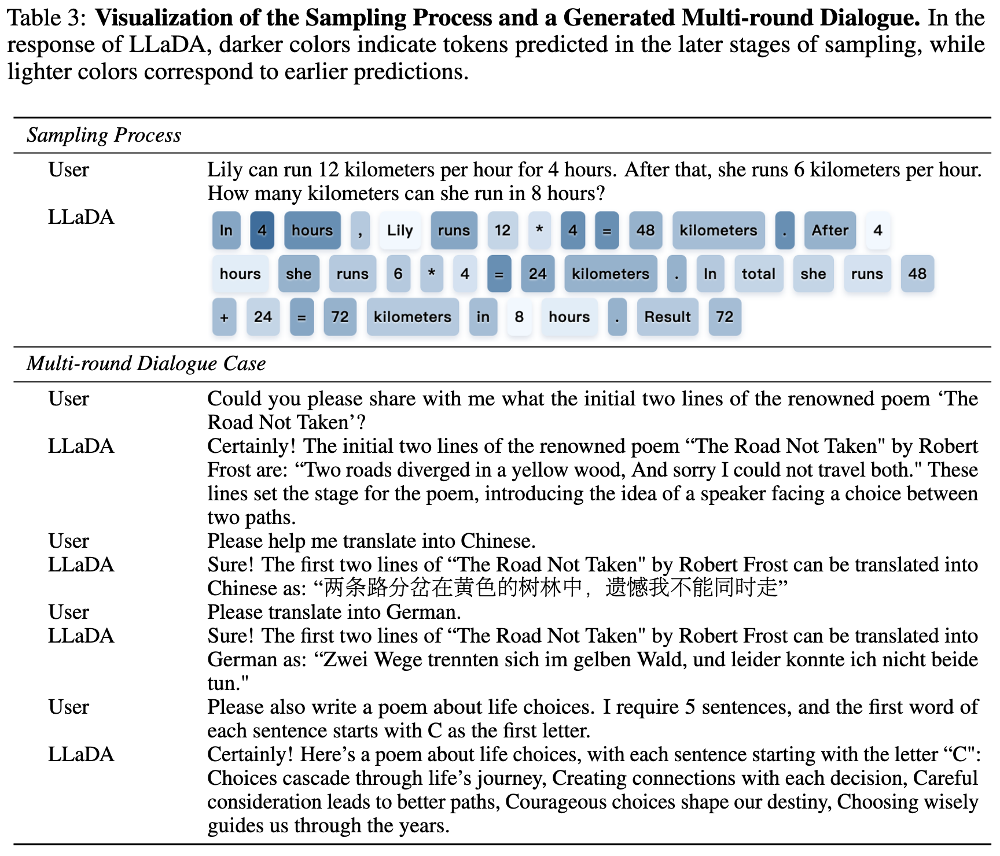 Table 3: Visualization of the Sampling Process and a Generated Multi-round Dialogue. In the
response of LLaDA, darker colors indicate tokens predicted in the later stages of sampling, while
lighter colors correspond to earlier predictions.
Sampling Process
User Lily can run 12 kilometers per hour for 4 hours. After that, she runs 6 kilometers per hour.
How many kilometers can she run in 8 hours?
LLaDA In 4 hours , Lily runs 12 * 4 = 48 kilometers . After 4
hours she runs 6 * 4 = 24 kilometers . In total she runs 48
+ 24 = 72 kilometers in 8 hours . Result 72
Multi-round Dialogue Case
User Could you please share with me what the initial two lines of the renowned poem ‘The
Road Not Taken’?
LLaDA Certainly! The initial two lines of the renowned poem “The Road Not Taken" by Robert
Frost are: “Two roads diverged in a yellow wood, And sorry I could not travel both." These
lines set the stage for the poem, introducing the idea of a speaker facing a choice between
two paths.
User Please help me translate into Chinese.
LLaDA Sure! The first two lines of “The Road Not Taken" by Robert Frost can be translated into
Chinese as: “两条路分岔在黄色的树林中，遗憾我不能同时走”
User Please translate into German.
LLaDA Sure! The first two lines of “The Road Not Taken" by Robert Frost can be translated into
German as: “Zwei Wege trennten sich im gelben Wald, und leider konnte ich nicht beide
tun."
User Please also write a poem about life choices. I require 5 sentences, and the first word of
each sentence starts with C as the first letter.
LLaDA Certainly! Here’s a poem about life choices, with each sentence starting with the letter “C":
Choices cascade through life’s journey, Creating connections with each decision, Careful
consideration leads to better paths, Courageous choices shape our destiny, Choosing wisely
guides us through the years.